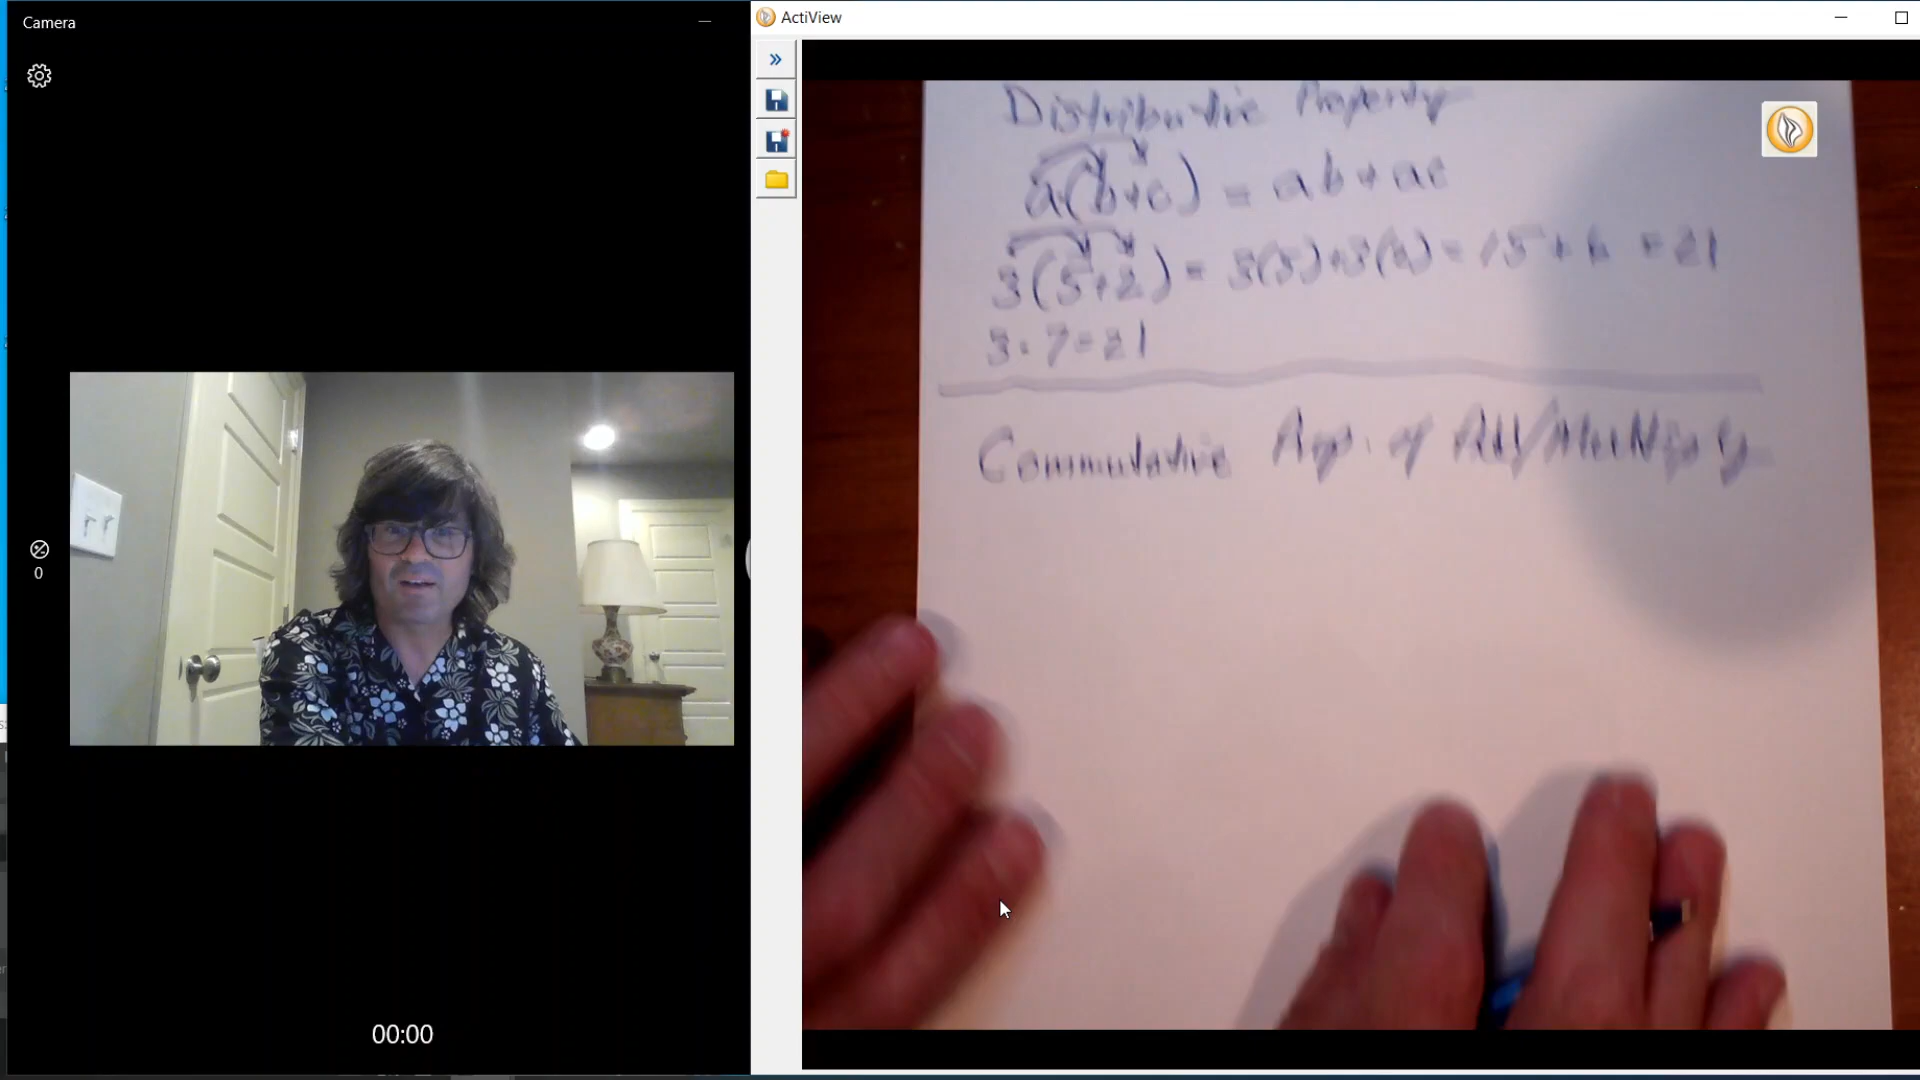 Camera
ActiView
»
Distributive Property
a(b+c) = ab+ac
3(5+2) = 3(5)+3(2) = 15 + 6 = 21
3 · 7 = 21
Commutative Prop. of Add/Multiply
0
00:00